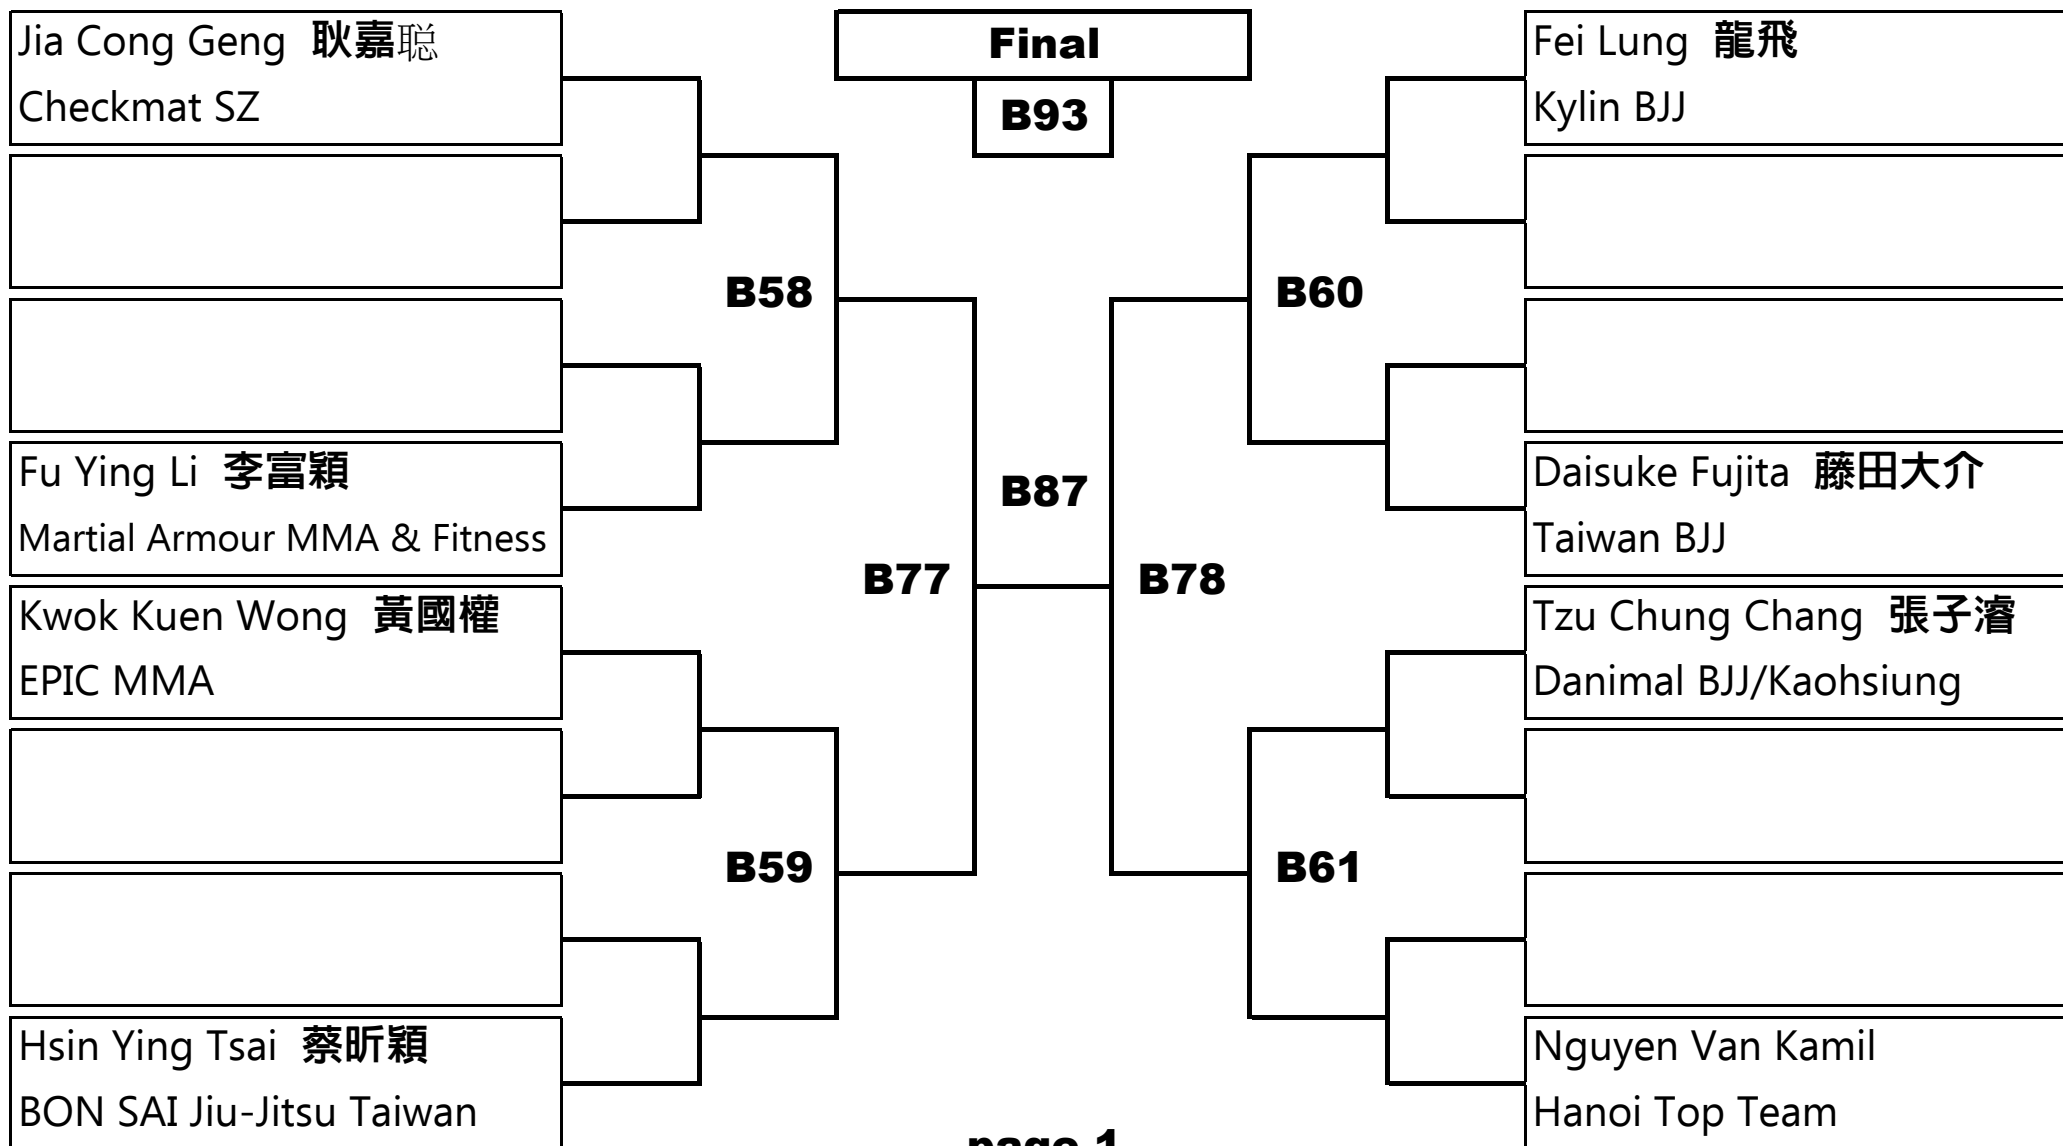 Jia Cong Geng 耿嘉聪
Checkmat SZ
Fu Ying Li 李富穎
Martial Armour MMA & Fitness
Kwok Kuen Wong 黃國權
EPIC MMA
Hsin Ying Tsai 蔡昕穎
BON SAI Jiu-Jitsu Taiwan
B58
B59
B77
Final
B93
B87
B78
B60
B61
Fei Lung 龍飛
Kylin BJJ
Daisuke Fujita 藤田大介
Taiwan BJJ
Tzu Chung Chang 張子濬
Danimal BJJ/Kaohsiung
Nguyen Van Kamil
Hanoi Top Team
page 1